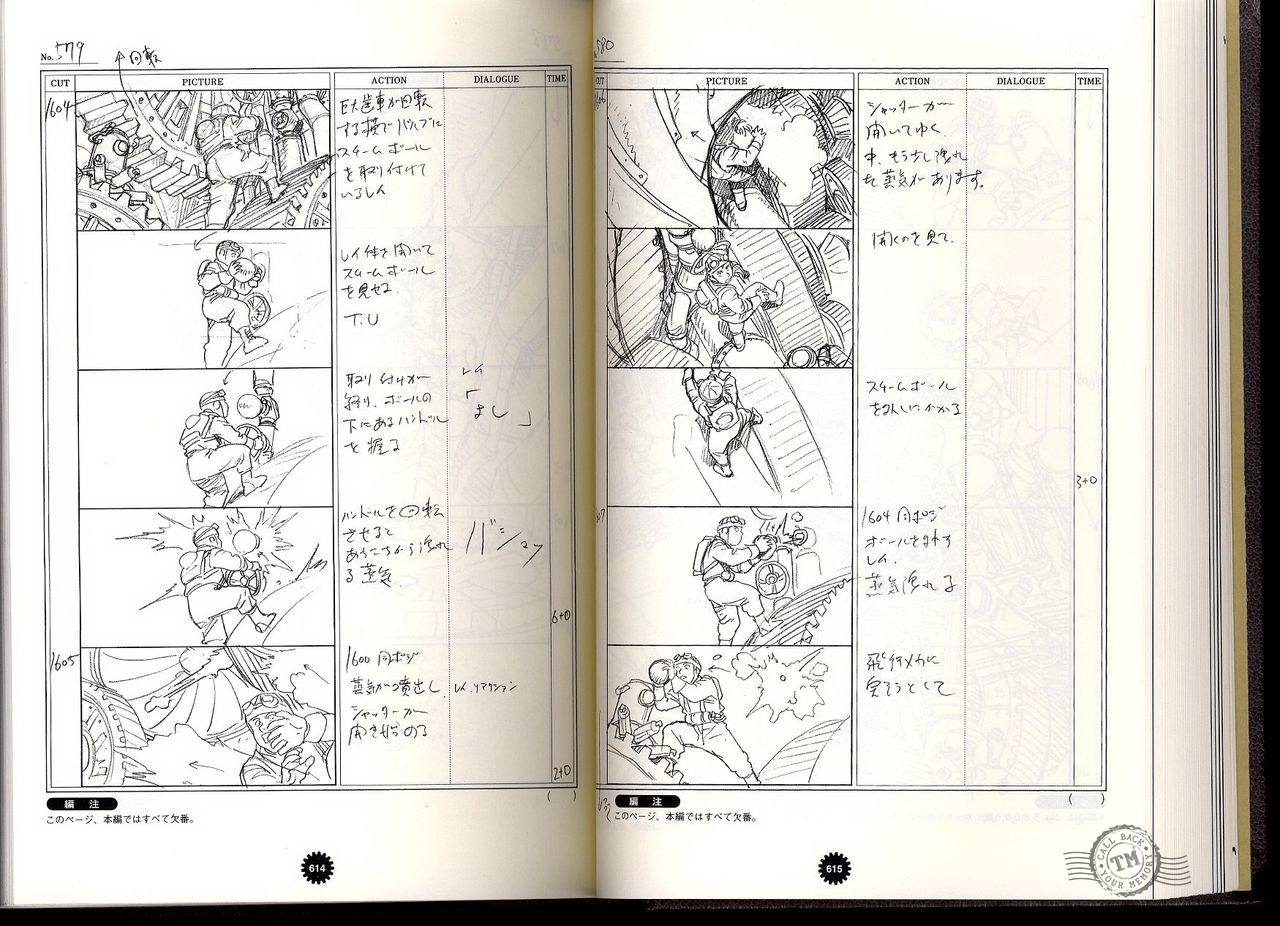 No. 579
↑回転
CUT
PICTURE
ACTION
DIALOGUE
TIME
1604
巨大歯車が回転
する横でバルブに
スチームボール
を取り付けて
いるレイ
レイ体を開いて
スチームボール
を見せる
T.U
取り付けが
終り、ボールの
下にあるハンドル
を握る
レイ
「よし」
ハンドルを回転
させると
あちこちから洩れ
る蒸気
バシュッ
6+0
1605
1600 同ポジ
蒸気が噴出し
シャッターが
開き始める
レイ、リアクション
2+0
( )
編 注
このページ、本編ではすべて欠番。
614
580
PICTURE
ACTION
DIALOGUE
TIME
シャッターが
開いてゆく
中、もう少し洩れ
た蒸気があります。
開くのを見て、
スチームボール
を外しにかかる
3+0
1604 同ポジ
ボールを外す
レイ、
蒸気洩れる
飛行メカに
戻ろうとして
( )
編 注
このページ、本編ではすべて欠番。
615
CALL BACK
TM
YOUR MEMORY